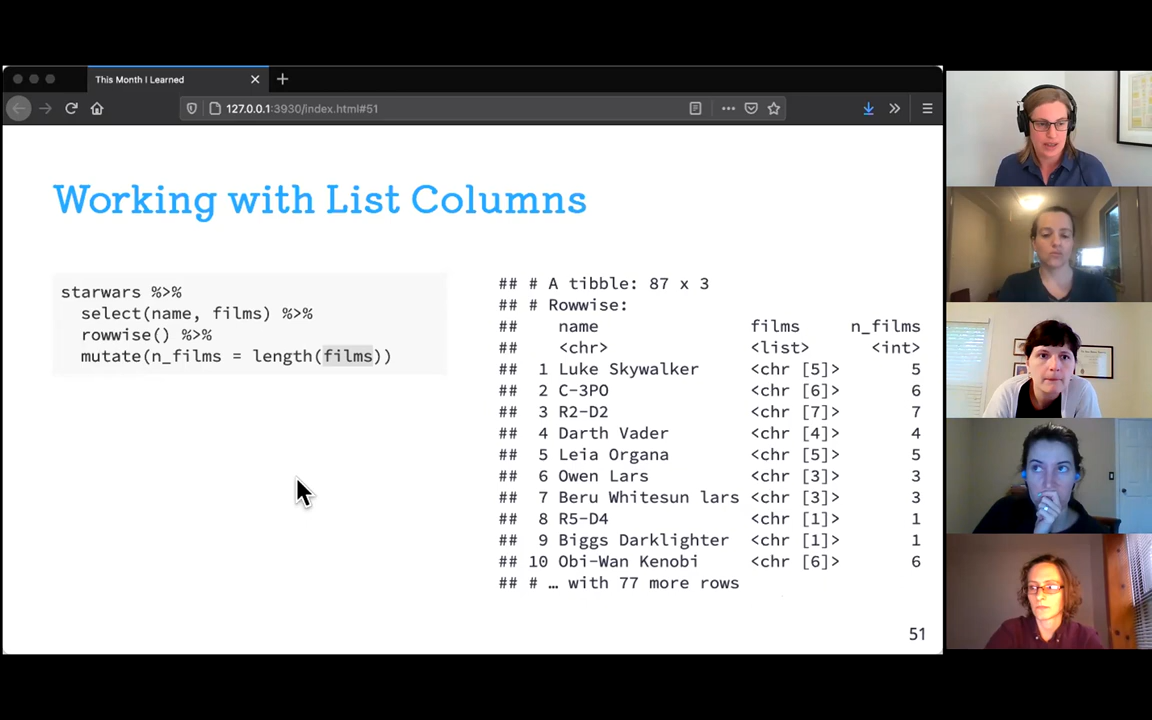 This Month I Learned
127.0.0.1:3930/index.html#51
Working with List Columns
starwars %>%
  select(name, films) %>%
  rowwise() %>%
  mutate(n_films = length(films))
## # A tibble: 87 x 3
## # Rowwise:
##    name               films     n_films
##    <chr>              <list>      <int>
##  1 Luke Skywalker     <chr [5]>       5
##  2 C-3PO              <chr [6]>       6
##  3 R2-D2              <chr [7]>       7
##  4 Darth Vader        <chr [4]>       4
##  5 Leia Organa        <chr [5]>       5
##  6 Owen Lars          <chr [3]>       3
##  7 Beru Whitesun lars <chr [3]>       3
##  8 R5-D4              <chr [1]>       1
##  9 Biggs Darklighter  <chr [1]>       1
## 10 Obi-Wan Kenobi     <chr [6]>       6
## # … with 77 more rows
51